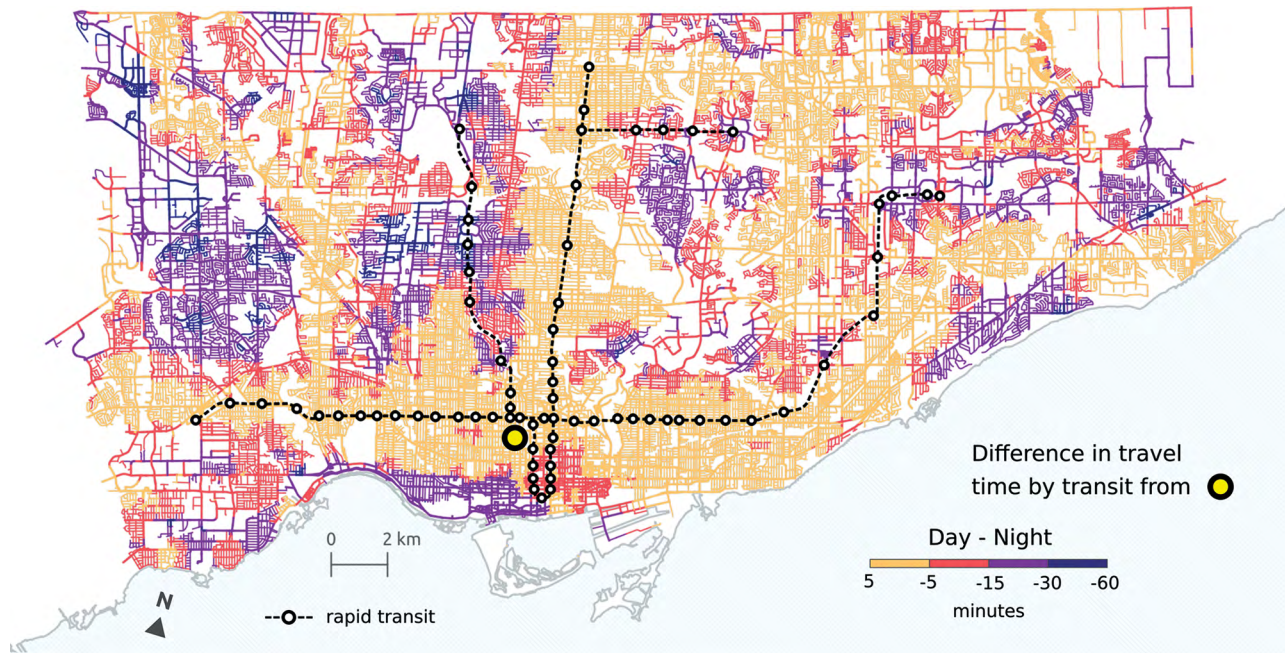 Difference in travel
time by transit from
Day - Night
5 -5 -15 -30 -60
minutes
0 2 km
N
rapid transit